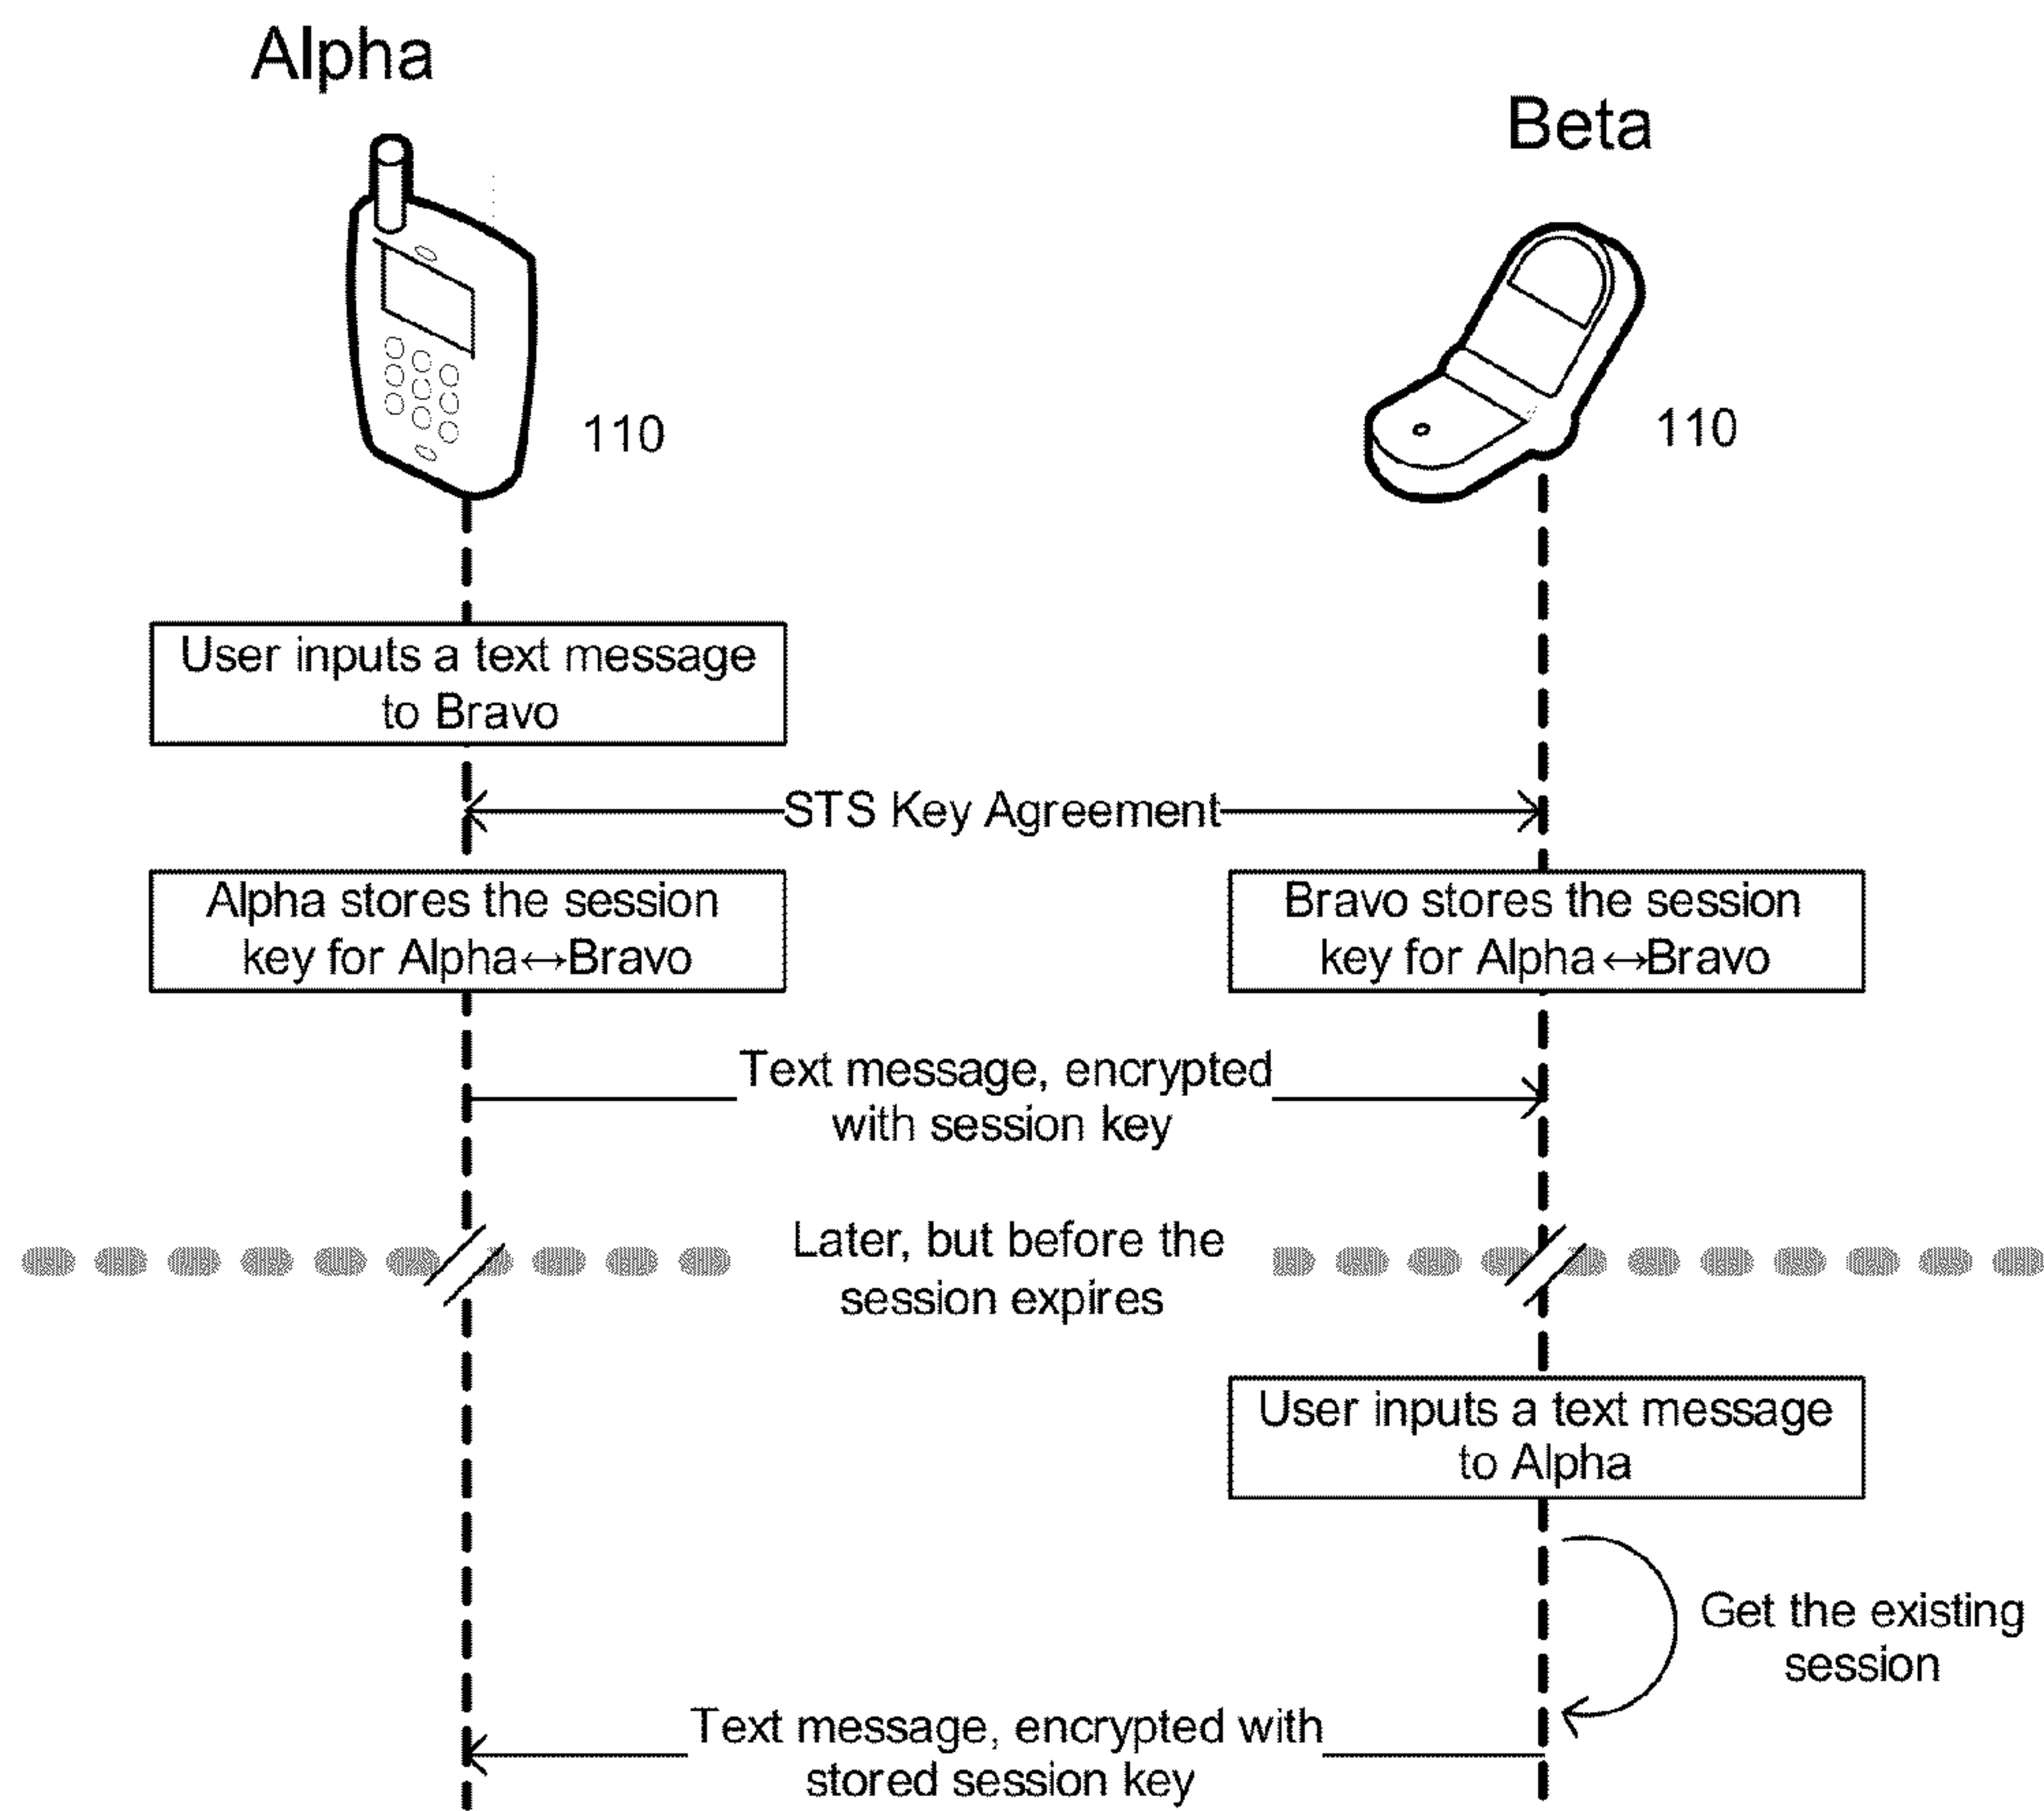 Alpha
Beta
110
110
User inputs a text message
to Bravo
STS Key Agreement
Alpha stores the session
key for Alpha↔Bravo
Bravo stores the session
key for Alpha↔Bravo
Text message, encrypted
with session key
Later, but before the
session expires
User inputs a text message
to Alpha
Get the existing
session
Text message, encrypted with
stored session key